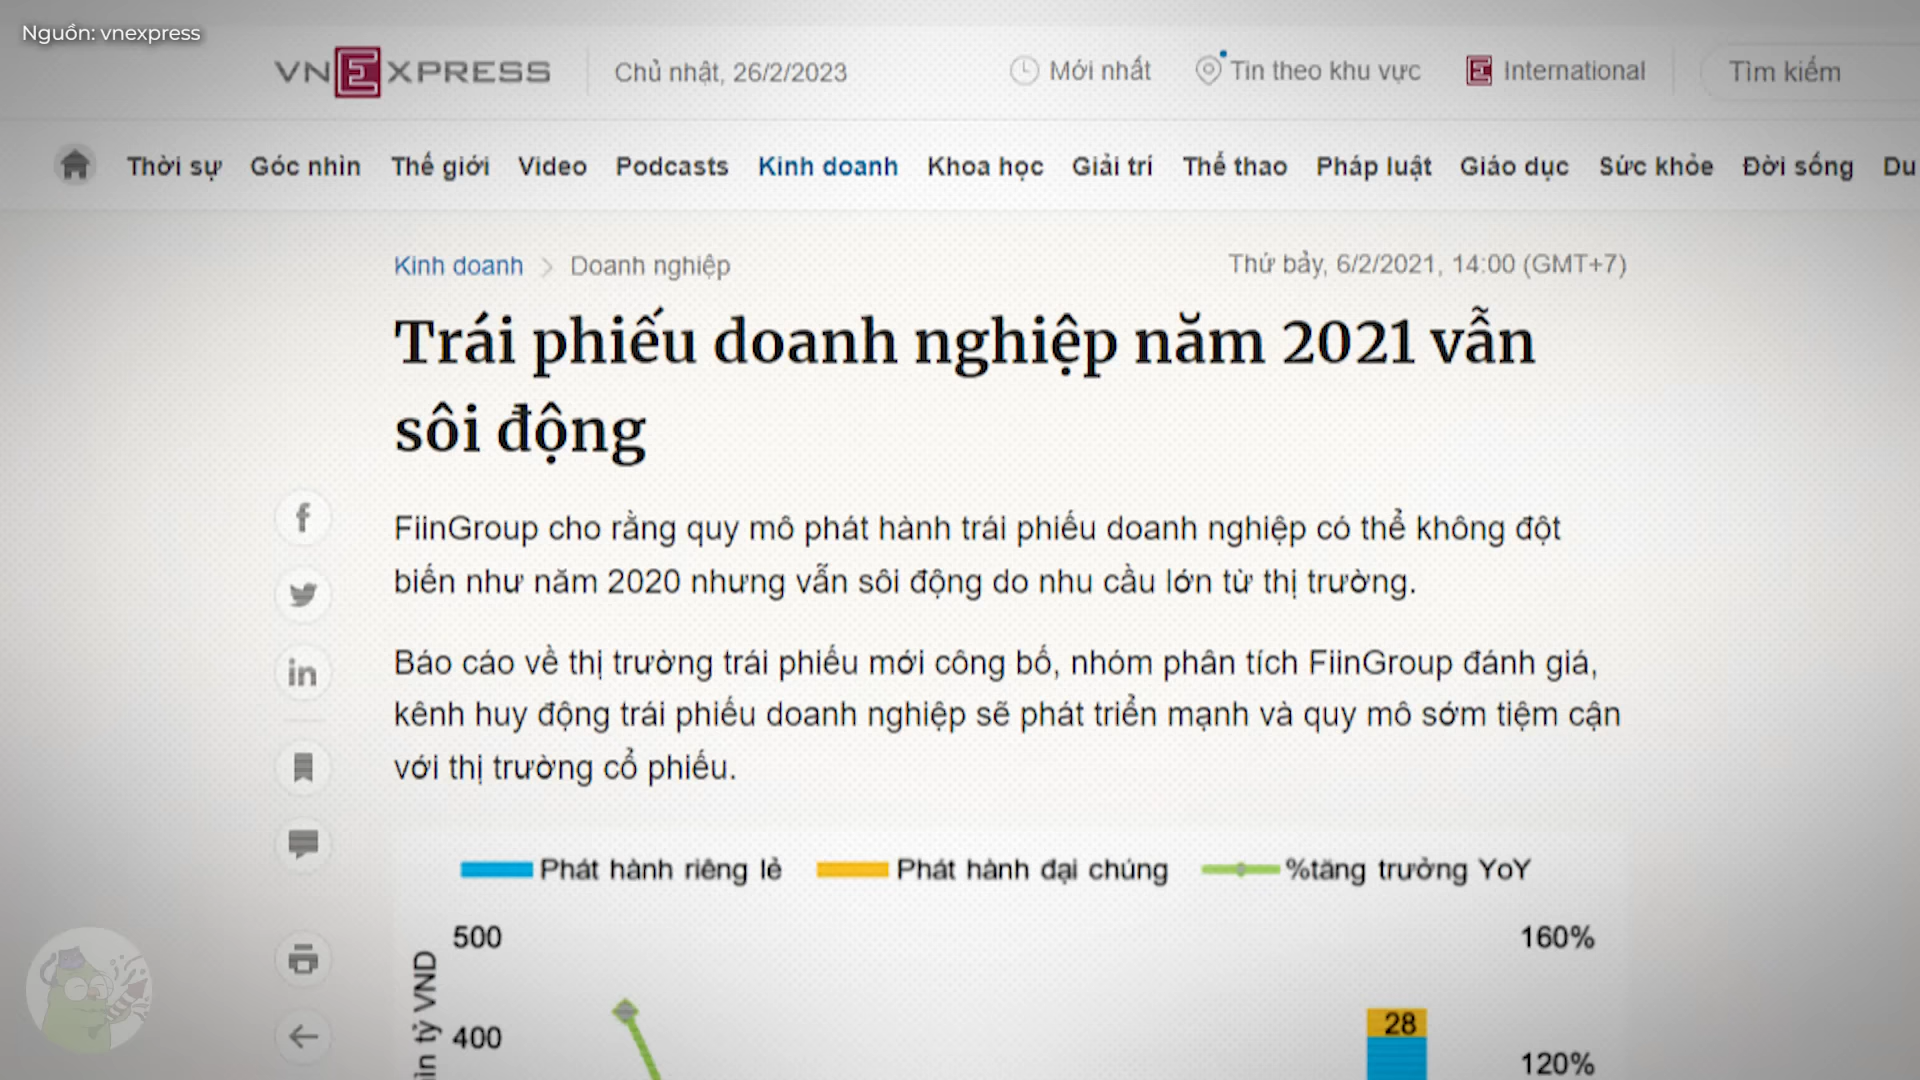 Nguồn: vnexpress
VNEXPRESS
Chủ nhật, 26/2/2023
Mới nhất
Tin theo khu vực
International
Tìm kiếm
Thời sự Góc nhìn Thế giới Video Podcasts Kinh doanh Khoa học Giải trí Thể thao Pháp luật Giáo dục Sức khỏe Đời sống Du
Kinh doanh > Doanh nghiệp
Thứ bảy, 6/2/2021, 14:00 (GMT+7)
Trái phiếu doanh nghiệp năm 2021 vẫn
sôi động
FiinGroup cho rằng quy mô phát hành trái phiếu doanh nghiệp có thể không đột
biến như năm 2020 nhưng vẫn sôi động do nhu cầu lớn từ thị trường.
Báo cáo về thị trường trái phiếu mới công bố, nhóm phân tích FiinGroup đánh giá,
kênh huy động trái phiếu doanh nghiệp sẽ phát triển mạnh và quy mô sớm tiệm cận
với thị trường cổ phiếu.
Phát hành riêng lẻ Phát hành đại chúng %tăng trưởng YoY
500
160%
tỷ VND
400
28
120%